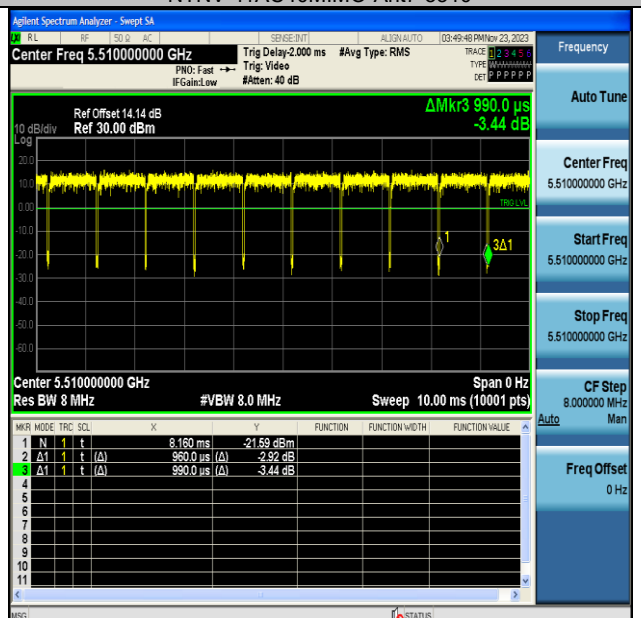 Agilent Spectrum Analyzer - Swept SA
RL RF 50 Ω AC SENSE:INT ALIGN AUTO 03:49:48 PM Nov 23, 2023
Center Freq 5.510000000 GHz
PNO: Fast
IFGain:Low
Trig Delay-2.000 ms
Trig: Video
#Atten: 40 dB
#Avg Type: RMS
TRACE 1 2 3 4 5 6
TYPE
DET P P P P P P
Ref Offset 14.14 dB
Ref 30.00 dBm
10 dB/div
Log
ΔMkr3 990.0 µs
-3.44 dB
20.0
10.0
0.00
-10.0
-20.0
-30.0
-40.0
-50.0
-60.0
TRIG LVL
1
3Δ1
Center 5.510000000 GHz
Span 0 Hz
Res BW 8 MHz
#VBW 8.0 MHz
Sweep 10.00 ms (10001 pts)
MKR MODE TRC SCL X Y FUNCTION FUNCTION WIDTH FUNCTION VALUE
1 N 1 t 8.160 ms -21.59 dBm
2 Δ1 1 t (Δ) 960.0 µs (Δ) -2.92 dB
3 Δ1 1 t (Δ) 990.0 µs (Δ) -3.44 dB
4
5
6
7
8
9
10
11
MSG
STATUS
Frequency
Auto Tune
Center Freq
5.510000000 GHz
Start Freq
5.510000000 GHz
Stop Freq
5.510000000 GHz
CF Step
8.000000 MHz
Auto Man
Freq Offset
0 Hz